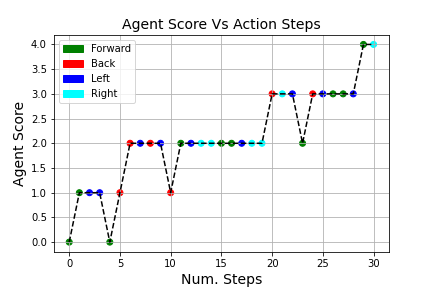 Agent Score Vs Action Steps
Forward
Back
Left
Right
4.0
3.5
3.0
2.5
2.0
1.5
1.0
0.5
0.0
Agent Score
0 5 10 15 20 25 30
Num. Steps